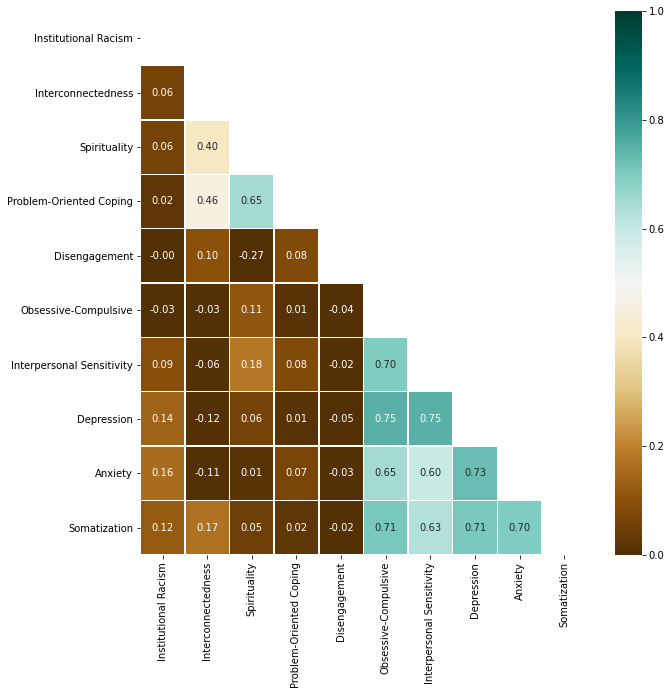 1.0
Institutional Racism
Interconnectedness 0.06
0.8
Spirituality 0.06 0.40
Problem-Oriented Coping 0.02 0.46 0.65
0.6
Disengagement -0.00 0.10 -0.27 0.08
Obsessive-Compulsive -0.03 -0.03 0.11 0.01 -0.04
0.4
Interpersonal Sensitivity 0.09 -0.06 0.18 0.08 -0.02 0.70
Depression 0.14 -0.12 0.06 0.01 -0.05 0.75 0.75
0.2
Anxiety 0.16 -0.11 0.01 0.07 -0.03 0.65 0.60 0.73
Somatization 0.12 0.17 0.05 0.02 -0.02 0.71 0.63 0.71 0.70
0.0
Institutional Racism
Interconnectedness
Spirituality
Problem-Oriented Coping
Disengagement
Obsessive-Compulsive
Interpersonal Sensitivity
Depression
Anxiety
Somatization